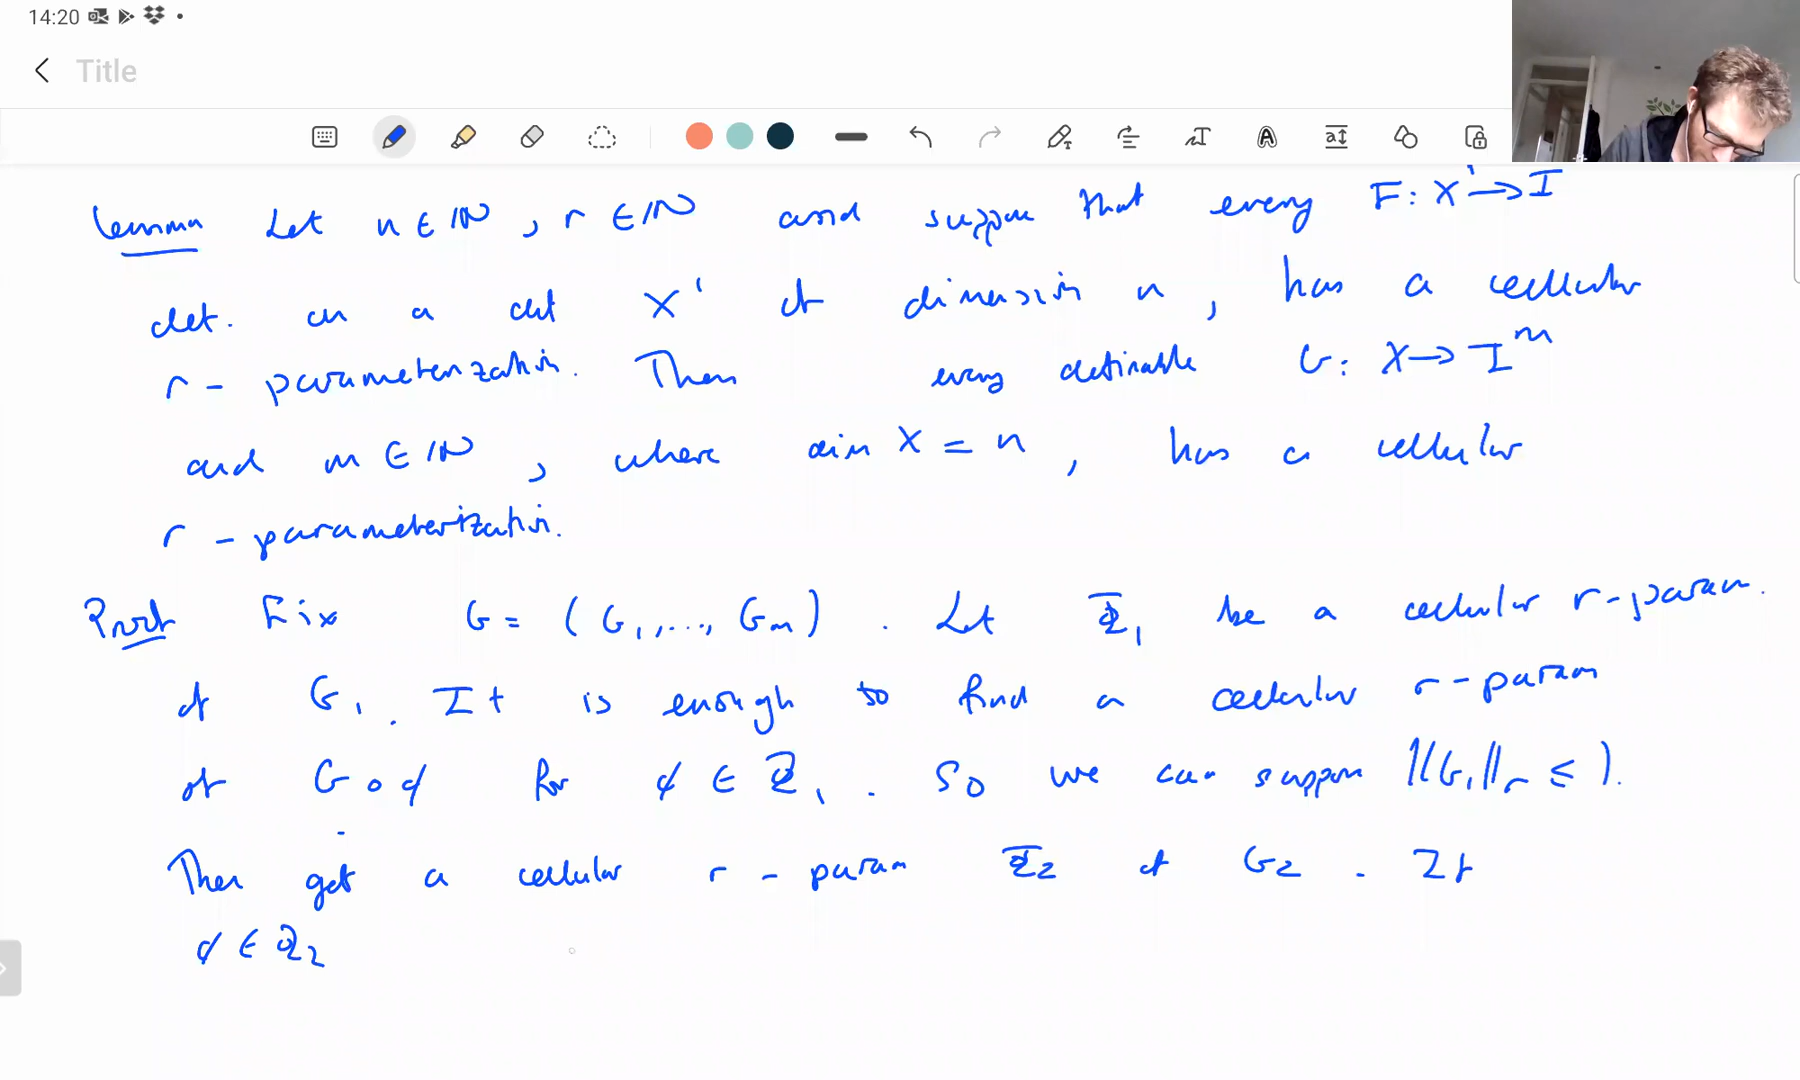 14:20
Title
Lemma Let n ∈ ℕ, r ∈ ℕ and suppose that every F: X' → I
def. on a def X' of dimension n, has a cellular
r-parameterization. Then every definable G: X → I^m
and m ∈ ℕ, where dim X = n, has a cellular
r-parameterization.
Proof Fix G = (G₁,..., Gₘ). Let Φ₁ be a cellular r-param.
of G₁. It is enough to find a cellular r-param
of G∘φ for φ ∈ Φ₁. So we can suppose ||G₁||ᵣ ≤ 1.
Then get a cellular r-param Φ₂ of G₂. If
φ ∈ Φ₂